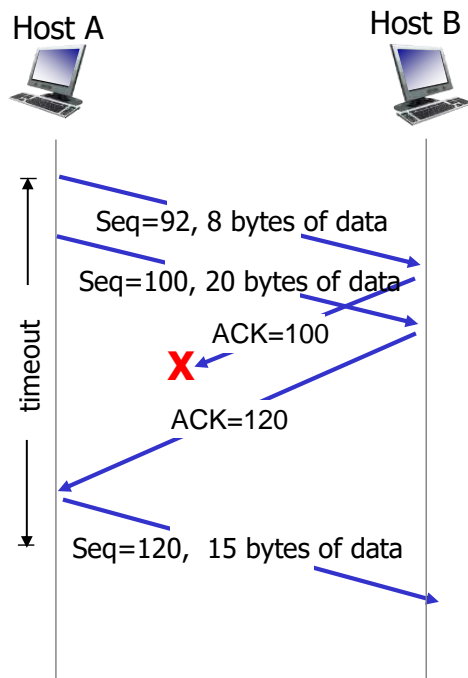 Host A
Host B
Seq=92, 8 bytes of data
Seq=100, 20 bytes of data
ACK=100
X
timeout
ACK=120
Seq=120, 15 bytes of data